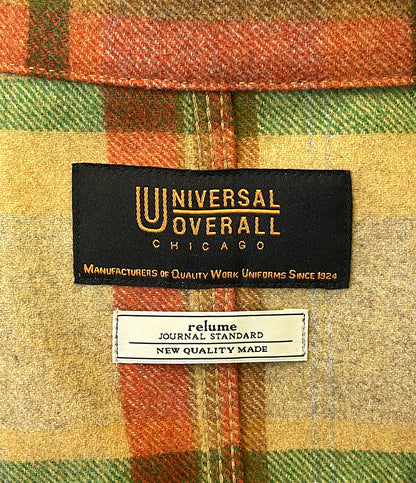 UNIVERSAL
OVERALL
CHICAGO
MANUFACTURERS OF QUALITY WORK UNIFORMS SINCE 1924
relume
JOURNAL STANDARD
NEW QUALITY MADE